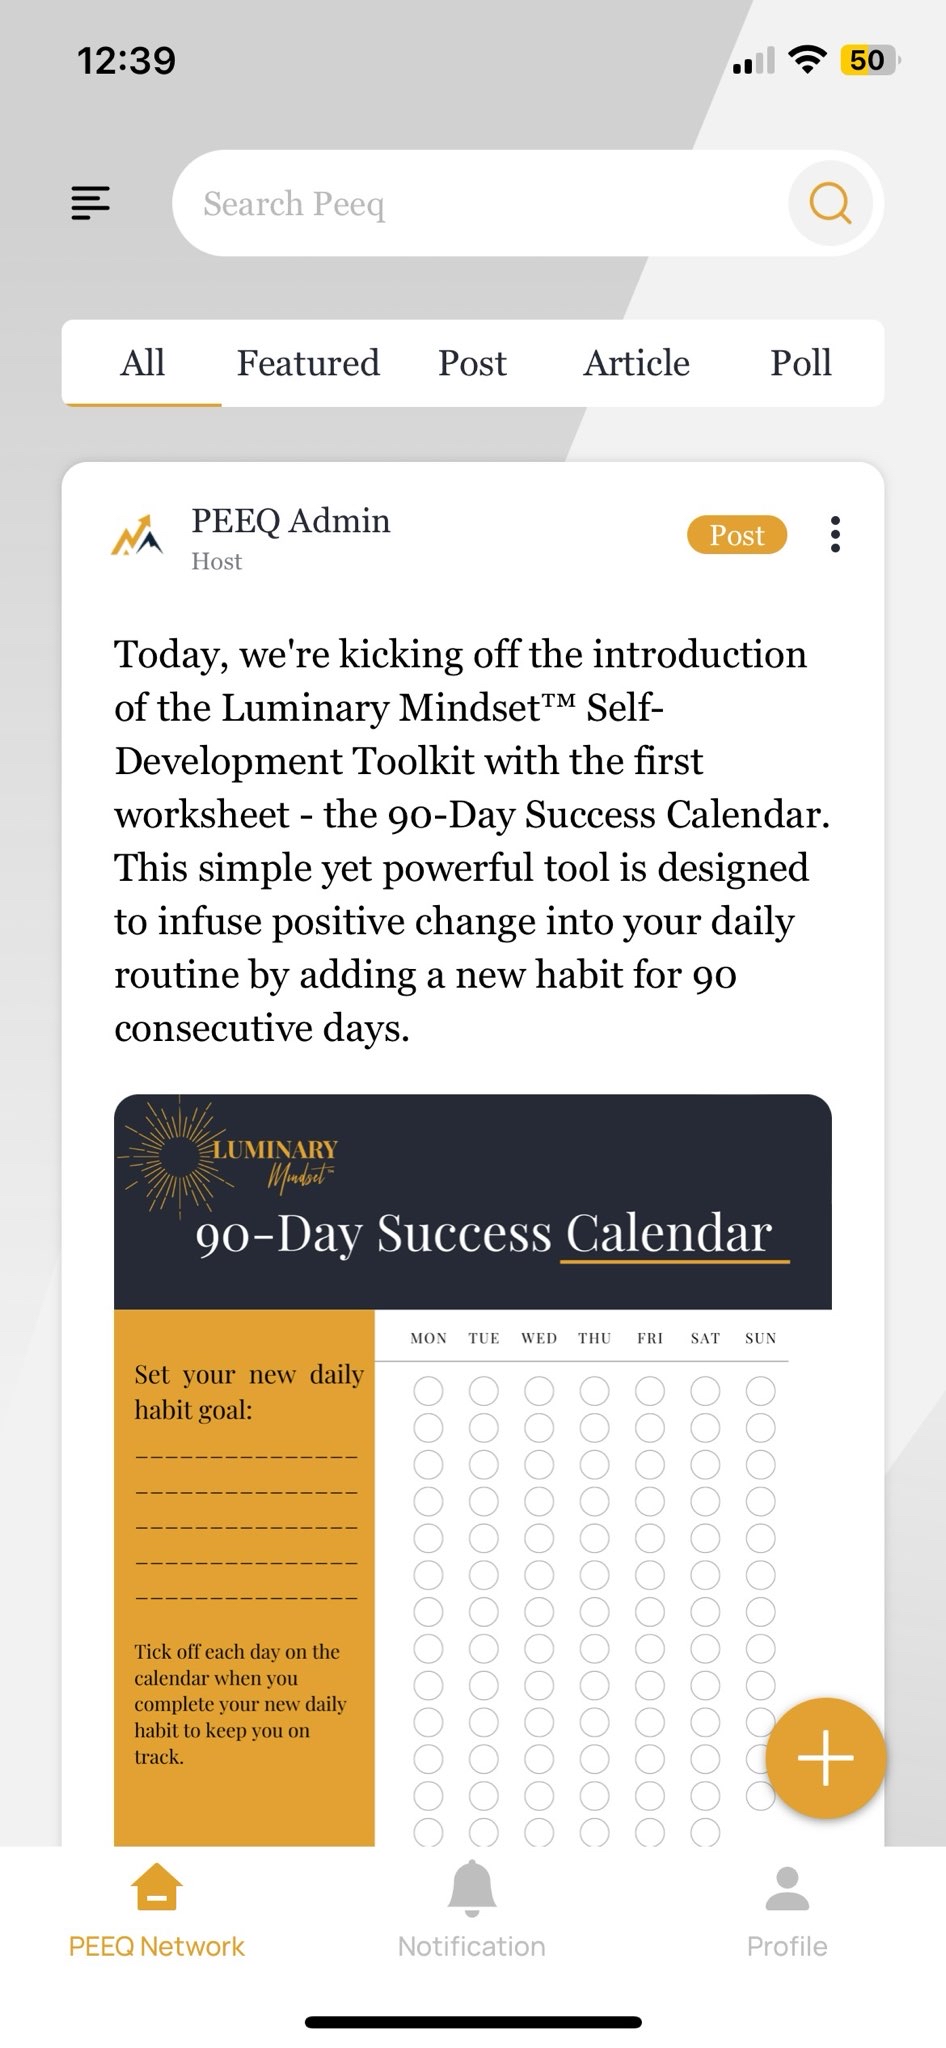 12:39
50
Search Peeq
All Featured Post Article Poll
PEEQ Admin
Host
Post
Today, we're kicking off the introduction
of the Luminary Mindset™ Self-
Development Toolkit with the first
worksheet - the 90-Day Success Calendar.
This simple yet powerful tool is designed
to infuse positive change into your daily
routine by adding a new habit for 90
consecutive days.
LUMINARY
Mindset™
90-Day Success Calendar
MON TUE WED THU FRI SAT SUN
Set your new daily
habit goal:
Tick off each day on the
calendar when you
complete your new daily
habit to keep you on
track.
PEEQ Network Notification Profile